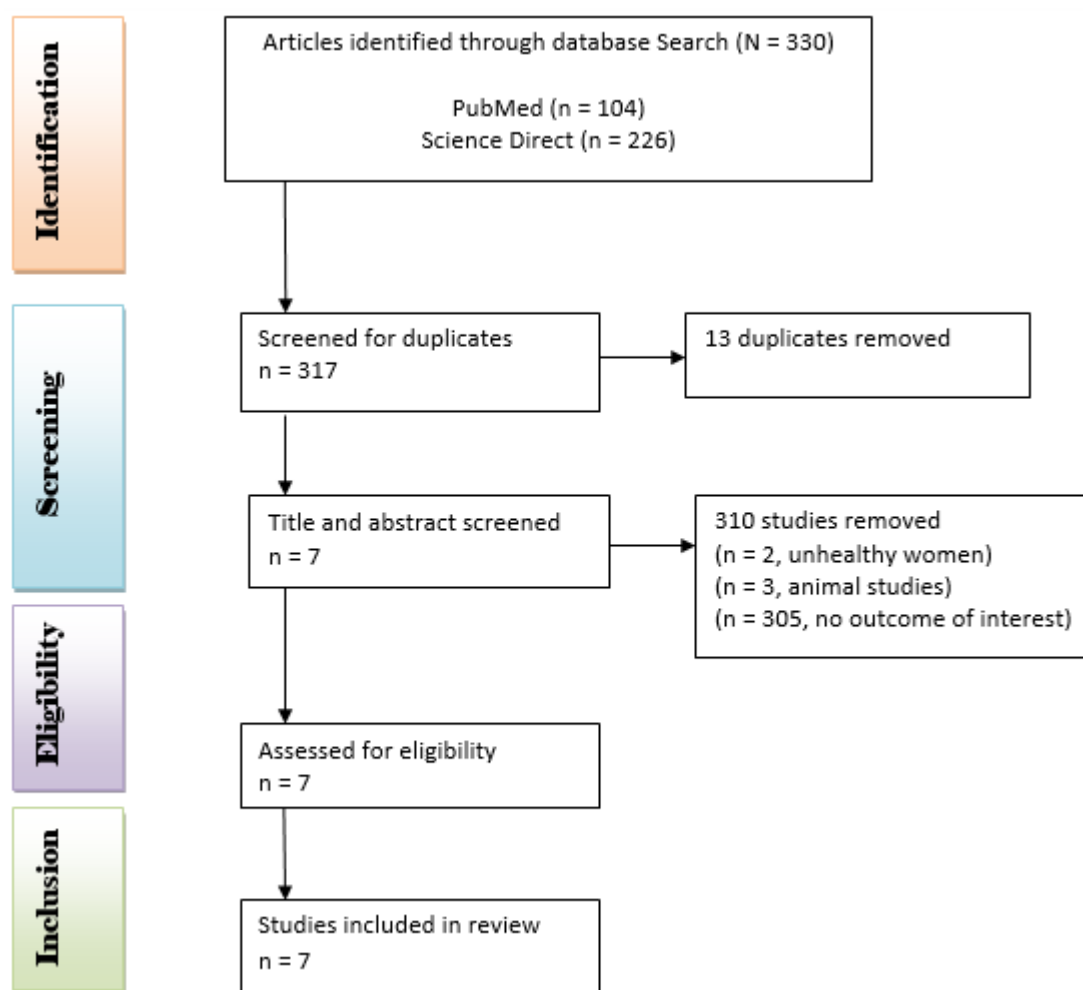 Identification
Articles identified through database Search (N = 330)
PubMed (n = 104)
Science Direct (n = 226)
Screening
Screened for duplicates
n = 317
13 duplicates removed
Title and abstract screened
n = 7
310 studies removed
(n = 2, unhealthy women)
(n = 3, animal studies)
(n = 305, no outcome of interest)
Eligibility
Assessed for eligibility
n = 7
Inclusion
Studies included in review
n = 7